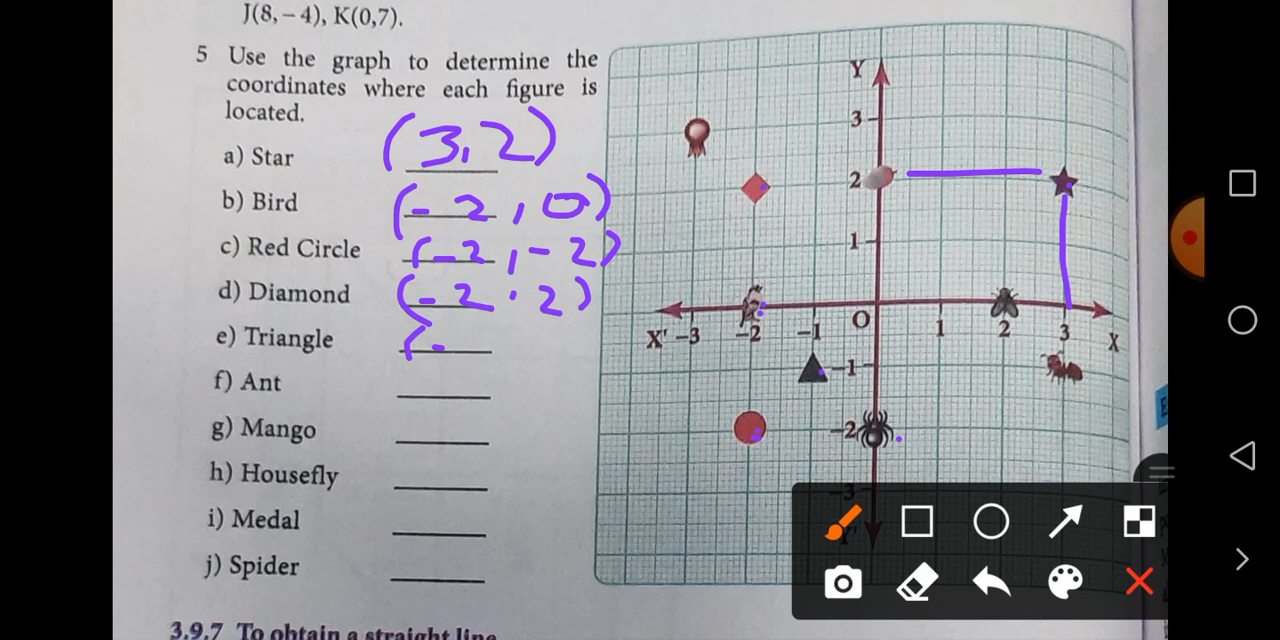 J(8, – 4), K(0,7).
5 Use the graph to determine the
coordinates where each figure is
located.
a) Star (3, 2)
b) Bird (- 2 , 0)
c) Red Circle (-2, -2)
d) Diamond (-2 , 2)
e) Triangle (-
f) Ant
g) Mango
h) Housefly
i) Medal
j) Spider
Y
3
2
1
X' –3 –2 –1 O 1 2 3 X
–1
–2
–3
Y'
3.9.7 To obtain a straight line